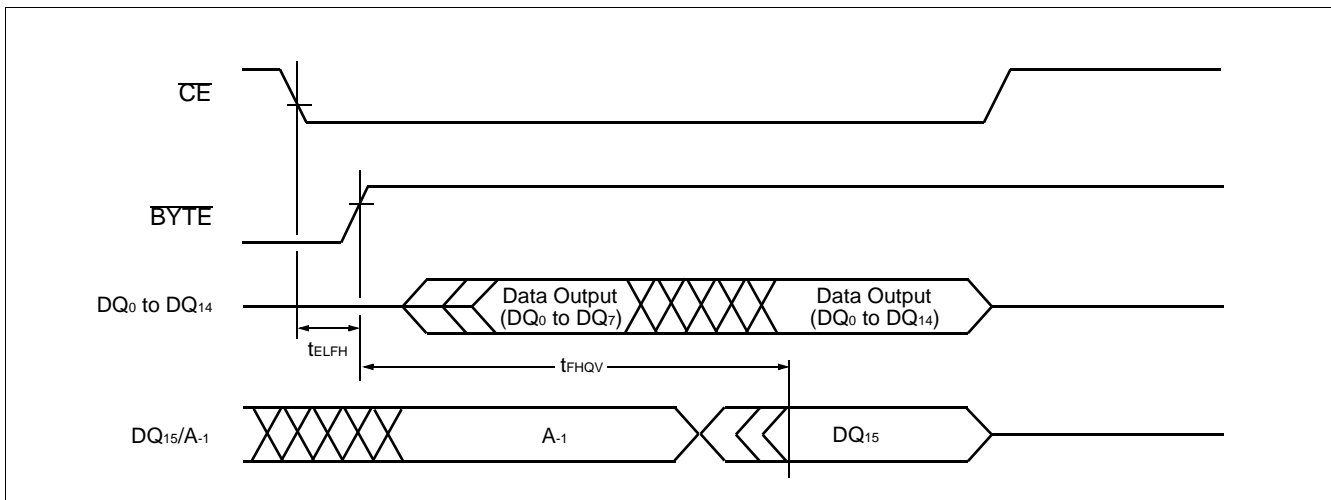 CE
BYTE
DQ0 to DQ14
Data Output
(DQ0 to DQ7)
Data Output
(DQ0 to DQ14)
tELFH
tFHQV
DQ15/A-1
A-1
DQ15